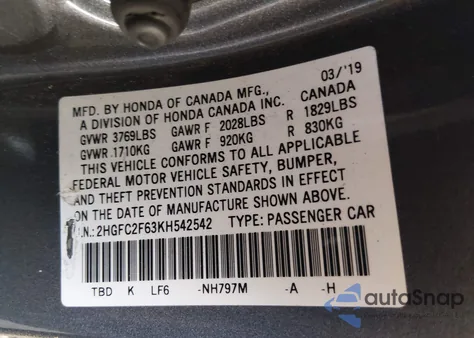 03/'19
MFD. BY HONDA OF CANADA MFG., CANADA
A DIVISION OF HONDA CANADA INC.
GVWR 3769LBS GAWR F 2028LBS R 1829LBS
GVWR 1710KG GAWR F 920KG R 830KG
THIS VEHICLE CONFORMS TO ALL APPLICABLE
FEDERAL MOTOR VEHICLE SAFETY, BUMPER,
AND THEFT PREVENTION STANDARDS IN EFFECT
ON THE DATE OF MANUFACTURE SHOWN ABOVE.
.N.: 2HGFC2F63KH542542 TYPE: PASSENGER CAR
TBD K LF6 -NH797M -A -H
autoSnap